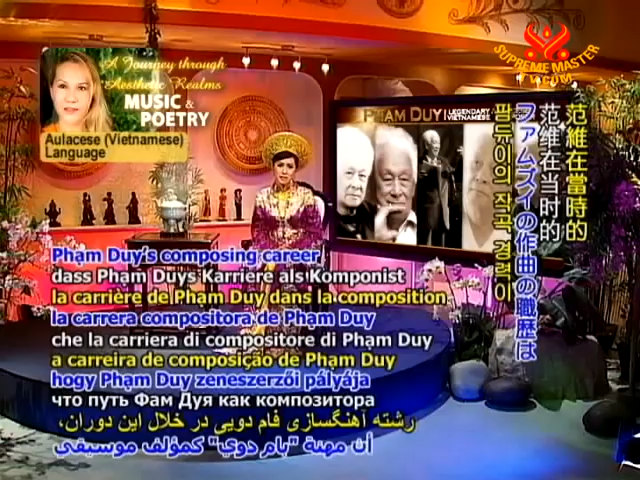 A Journey through
Aesthetic Realms
MUSIC &
POETRY
Aulacese (Vietnamese)
Language
SUPREME MASTER
TV.COM
PHẠM DUY
LEGENDARY
VIETNAMESE
Phạm Duy's composing career
dass Phạm Duys Karriere als Komponist
la carrière de Phạm Duy dans la composition
la carrera compositora de Phạm Duy
che la carriera di compositore di Phạm Duy
a carreira de composição de Phạm Duy
hogy Phạm Duy zeneszerzői pályája
что путь Фам Дуя как композитора
رشته آهنگسازی فام دویی در خلال این دوران،
أن مهنة "بام دوي" كمؤلف موسيقي
范維在當時的
范维在当时的
ファムズイの作曲の職歴は
팜두이의 작곡 경력이